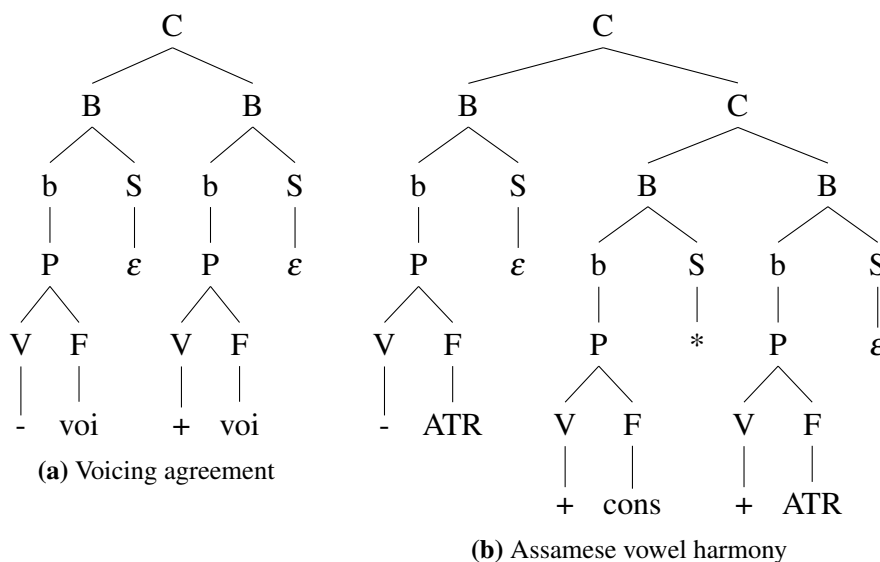 C C
B B B C
b S b S b S B B
P ε P ε P ε b S b S
V F V F V F P * P ε
- voi + voi - ATR V F V F
(a) Voicing agreement
+ cons + ATR
(b) Assamese vowel harmony